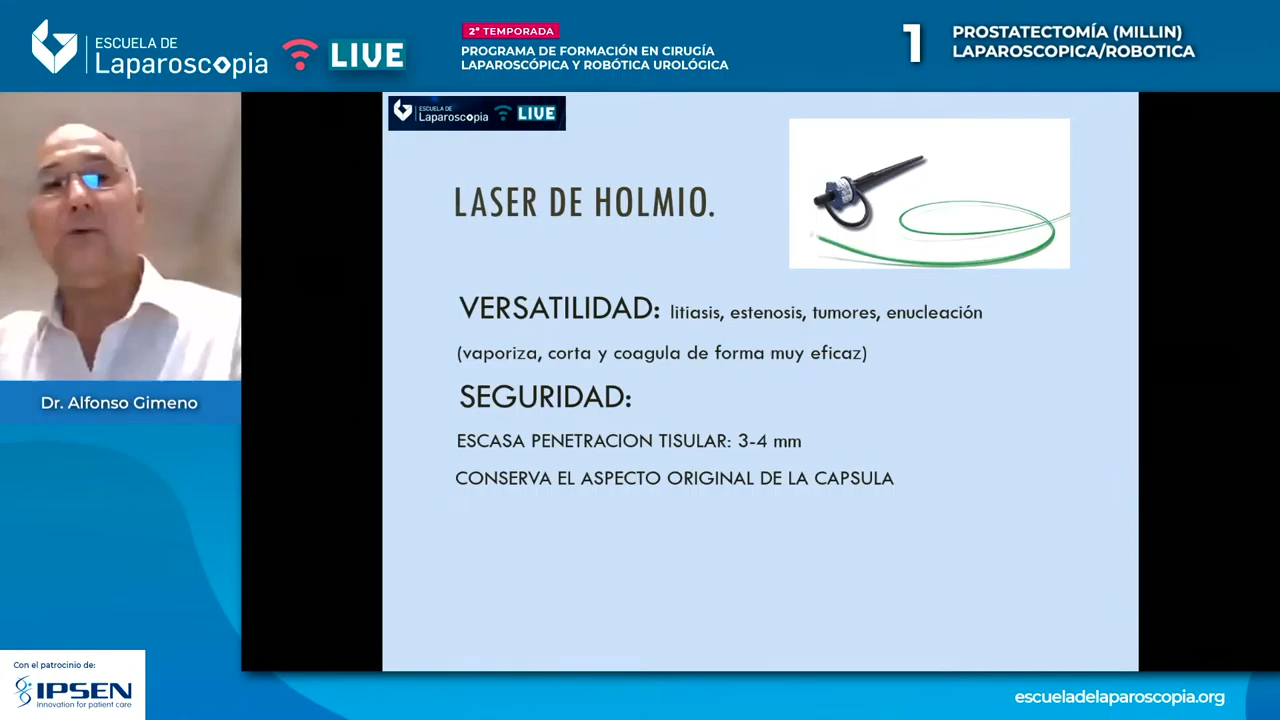 ESCUELA DE
Laparoscopia
LIVE
2ª TEMPORADA
PROGRAMA DE FORMACIÓN EN CIRUGÍA
LAPAROSCÓPICA Y ROBÓTICA UROLÓGICA
1
PROSTATECTOMÍA (MILLIN)
LAPAROSCOPICA/ROBOTICA
ESCUELA DE
Laparoscopia
LIVE
LASER DE HOLMIO.
VERSATILIDAD: litiasis, estenosis, tumores, enucleación
(vaporiza, corta y coagula de forma muy eficaz)
SEGURIDAD:
ESCASA PENETRACION TISULAR: 3-4 mm
CONSERVA EL ASPECTO ORIGINAL DE LA CAPSULA
Dr. Alfonso Gimeno
Con el patrocinio de:
IPSEN
Innovation for patient care
escueladelaparoscopia.org